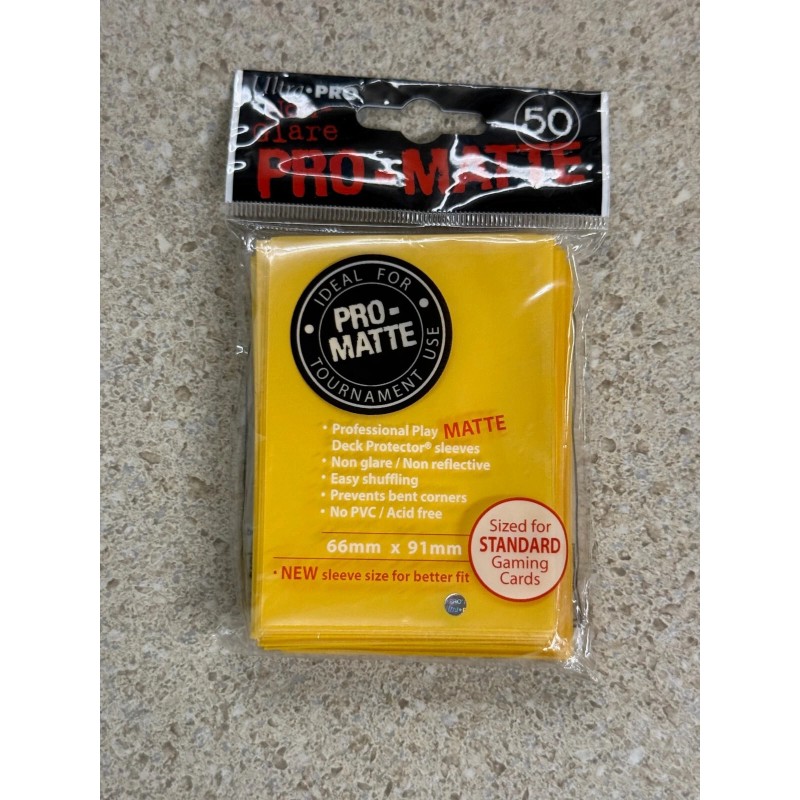 Ultra•PRO
Non-
Glare
PRO-MATTE
50
IDEAL FOR
PRO-
MATTE
TOURNAMENT USE
• Professional Play MATTE
Deck Protector® sleeves
• Non glare / Non reflective
• Easy shuffling
• Prevents bent corners
• No PVC / Acid free
66mm x 91mm
• NEW sleeve size for better fit
Sized for
STANDARD
Gaming
Cards